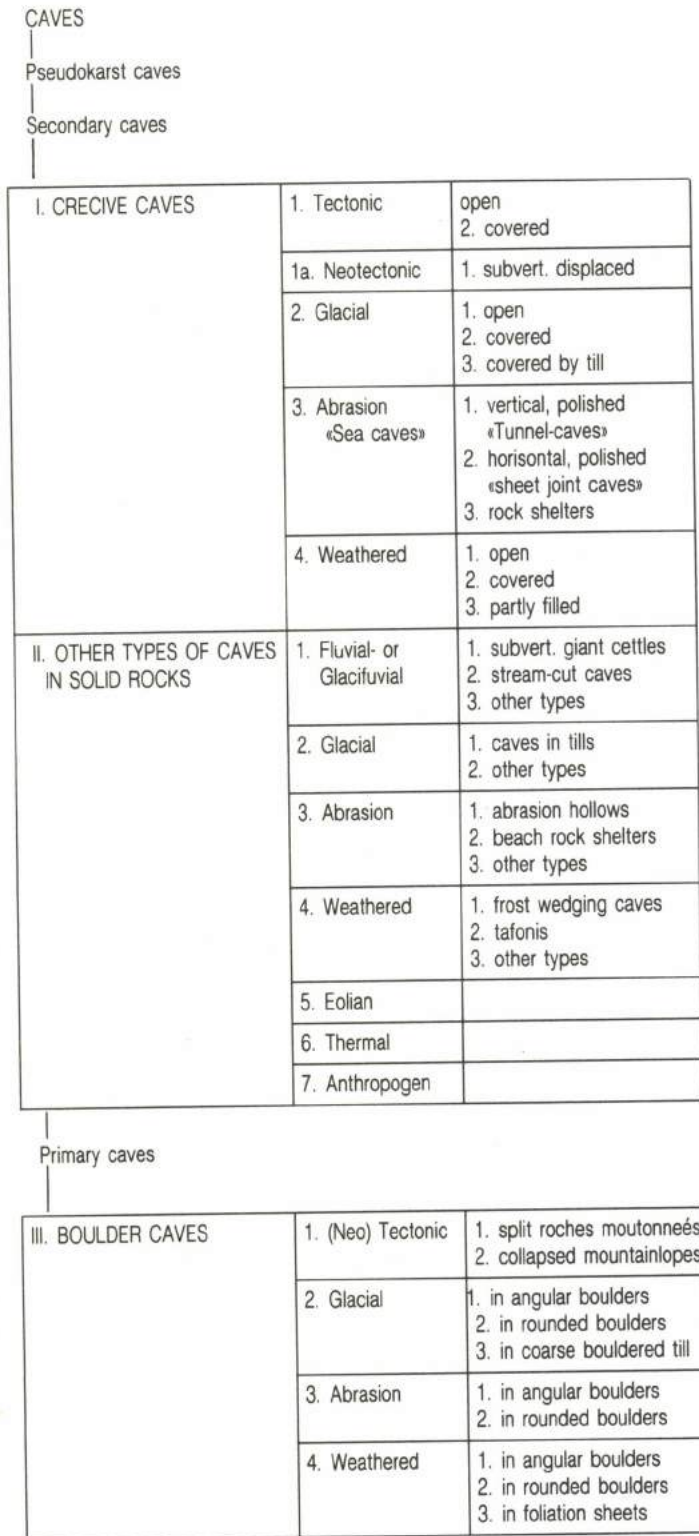 CAVES
Pseudokarst caves
Secondary caves
I. CRECIVE CAVES
1. Tectonic
open
2. covered
1a. Neotectonic
1. subvert. displaced
2. Glacial
1. open
2. covered
3. covered by till
3. Abrasion
«Sea caves»
1. vertical, polished
«Tunnel-caves»
2. horisontal, polished
«sheet joint caves»
3. rock shelters
4. Weathered
1. open
2. covered
3. partly filled
II. OTHER TYPES OF CAVES
IN SOLID ROCKS
1. Fluvial- or
Glacifuvial
1. subvert. giant cettles
2. stream-cut caves
3. other types
2. Glacial
1. caves in tills
2. other types
3. Abrasion
1. abrasion hollows
2. beach rock shelters
3. other types
4. Weathered
1. frost wedging caves
2. tafonis
3. other types
5. Eolian
6. Thermal
7. Anthropogen
Primary caves
III. BOULDER CAVES
1. (Neo) Tectonic
1. split roches moutonneés
2. collapsed mountainlopes
2. Glacial
1. in angular boulders
2. in rounded boulders
3. in coarse bouldered till
3. Abrasion
1. in angular boulders
2. in rounded boulders
4. Weathered
1. in angular boulders
2. in rounded boulders
3. in foliation sheets